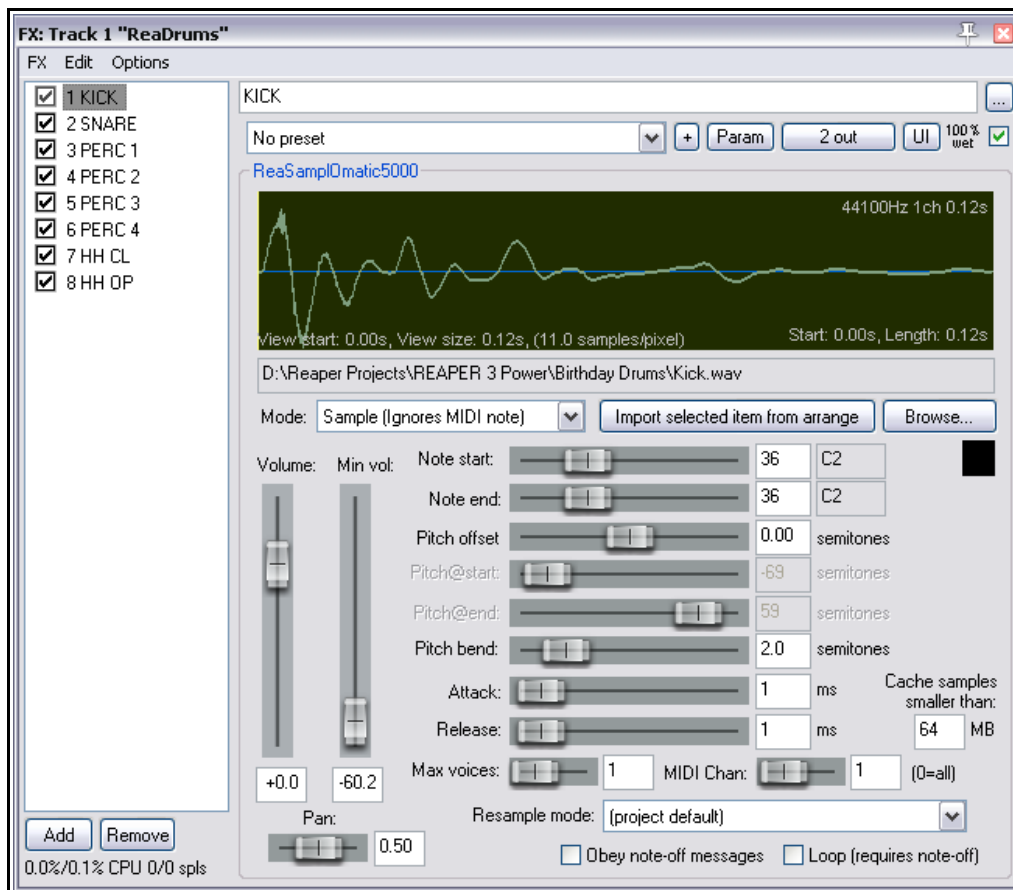 FX: Track 1 "ReaDrums"
FX Edit Options
1 KICK
2 SNARE
3 PERC 1
4 PERC 2
5 PERC 3
6 PERC 4
7 HH CL
8 HH OP
Add Remove
0.0%/0.1% CPU 0/0 spls
KICK ...
No preset + Param 2 out UI 100% wet
ReaSamplOmatic5000
44100Hz 1ch 0.12s
View start: 0.00s, View size: 0.12s, (11.0 samples/pixel) Start: 0.00s, Length: 0.12s
D:\Reaper Projects\REAPER 3 Power\Birthday Drums\Kick.wav
Mode: Sample (Ignores MIDI note) Import selected item from arrange Browse...
Volume: Min vol:
+0.0 -60.2
Pan:
0.50
Note start: 36 C2
Note end: 36 C2
Pitch offset 0.00 semitones
Pitch@start: -69 semitones
Pitch@end: 59 semitones
Pitch bend: 2.0 semitones
Attack: 1 ms
Release: 1 ms
Cache samples
smaller than:
64 MB
Max voices: 1 MIDI Chan: 1 (0=all)
Resample mode: (project default)
Obey note-off messages Loop (requires note-off)